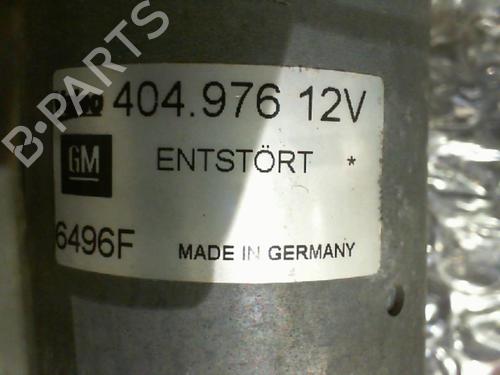 B-PARTS
404.976 12V
GM
ENTSTÖRT *
6496F
MADE IN GERMANY